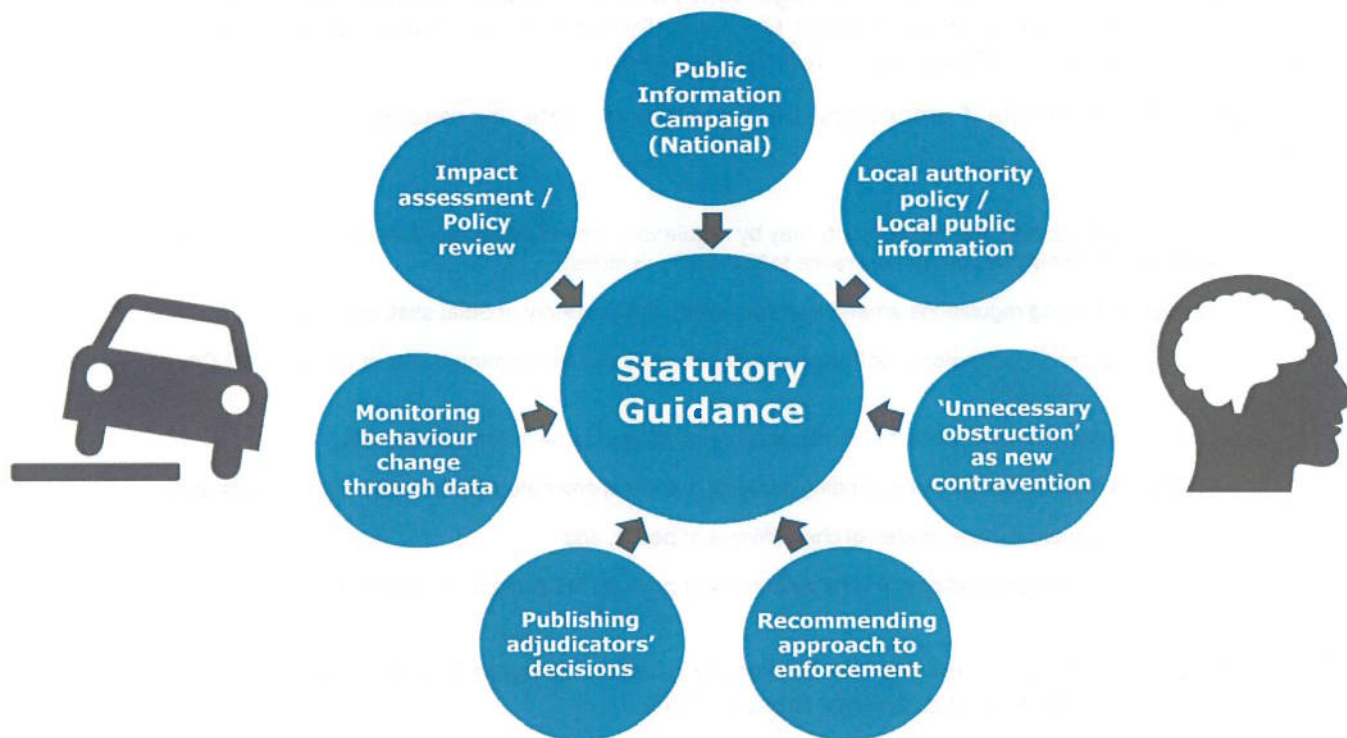 Public
Information
Campaign
(National)
Impact
assessment /
Policy
review
Local authority
policy /
Local public
information
Statutory
Guidance
Monitoring
behaviour
change
through data
'Unnecessary
obstruction'
as new
contravention
Publishing
adjudicators'
decisions
Recommending
approach to
enforcement